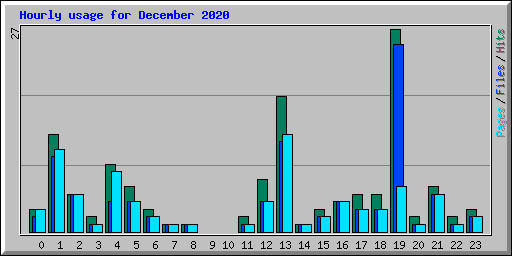 Hourly usage for December 2020
27
Pages/Files/Hits
0 1 2 3 4 5 6 7 8 9 10 11 12 13 14 15 16 17 18 19 20 21 22 23